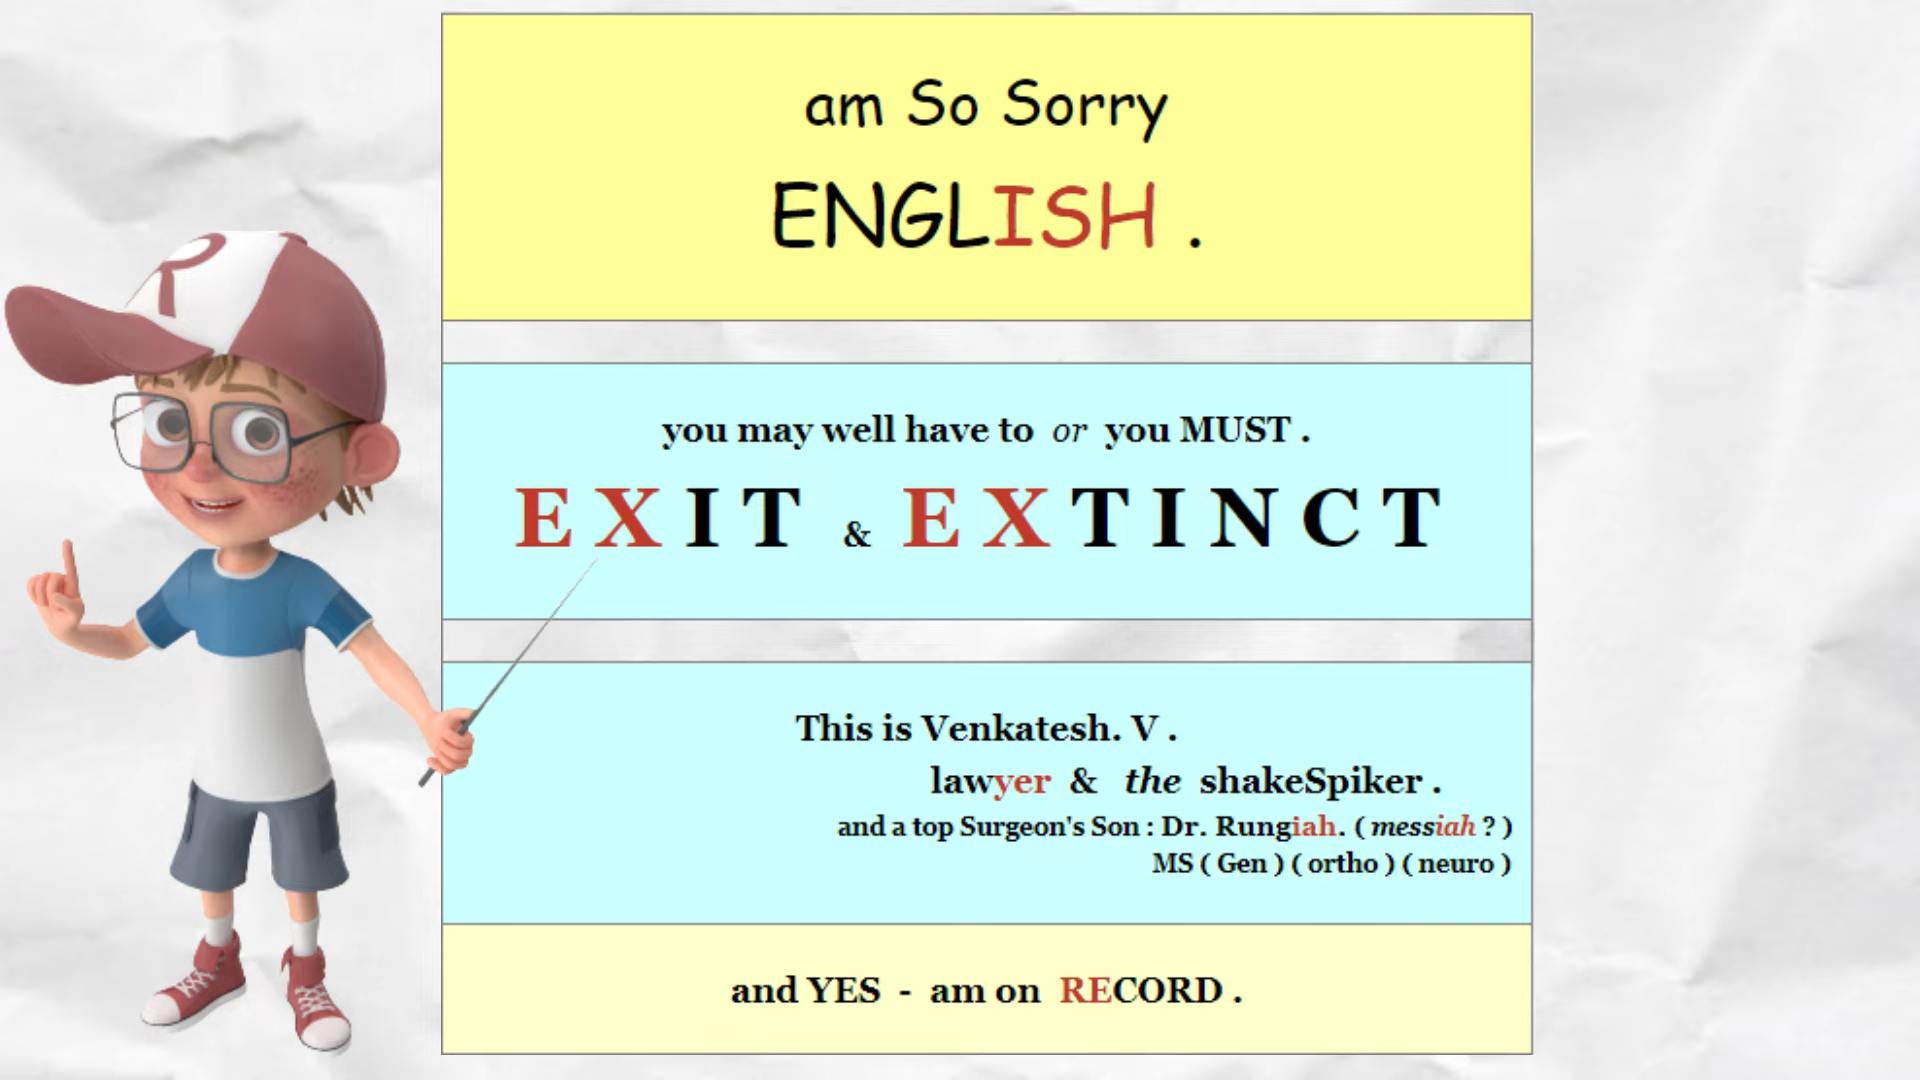 R
am So Sorry
ENGLISH .
you may well have to or you MUST .
EXIT & EXTINCT
This is Venkatesh. V .
lawyer & the shakeSpiker .
and a top Surgeon's Son : Dr. Rungiah. ( messiah ? )
MS ( Gen ) ( ortho ) ( neuro )
and YES - am on RECORD .